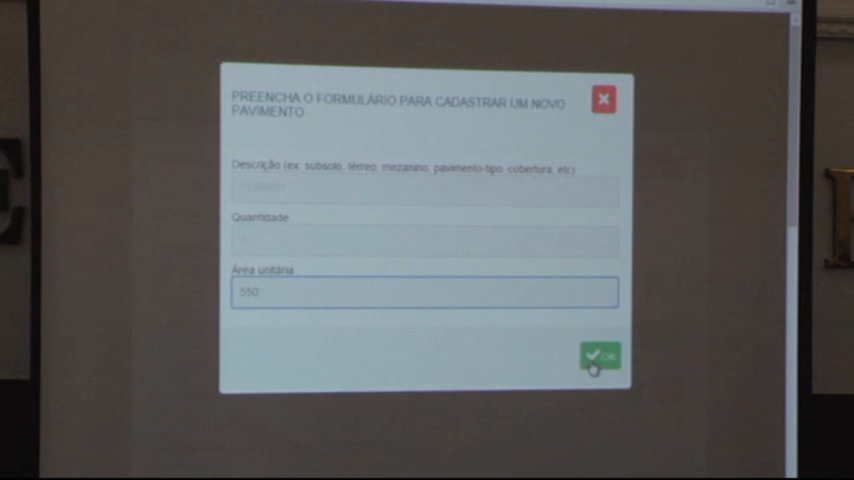 PREENCHA O FORMULÁRIO PARA CADASTRAR UM NOVO
PAVIMENTO
Descrição (ex: subsolo, térreo, mezanino, pavimento-tipo, cobertura, etc)
Quantidade
Área unitária
550
OK
E